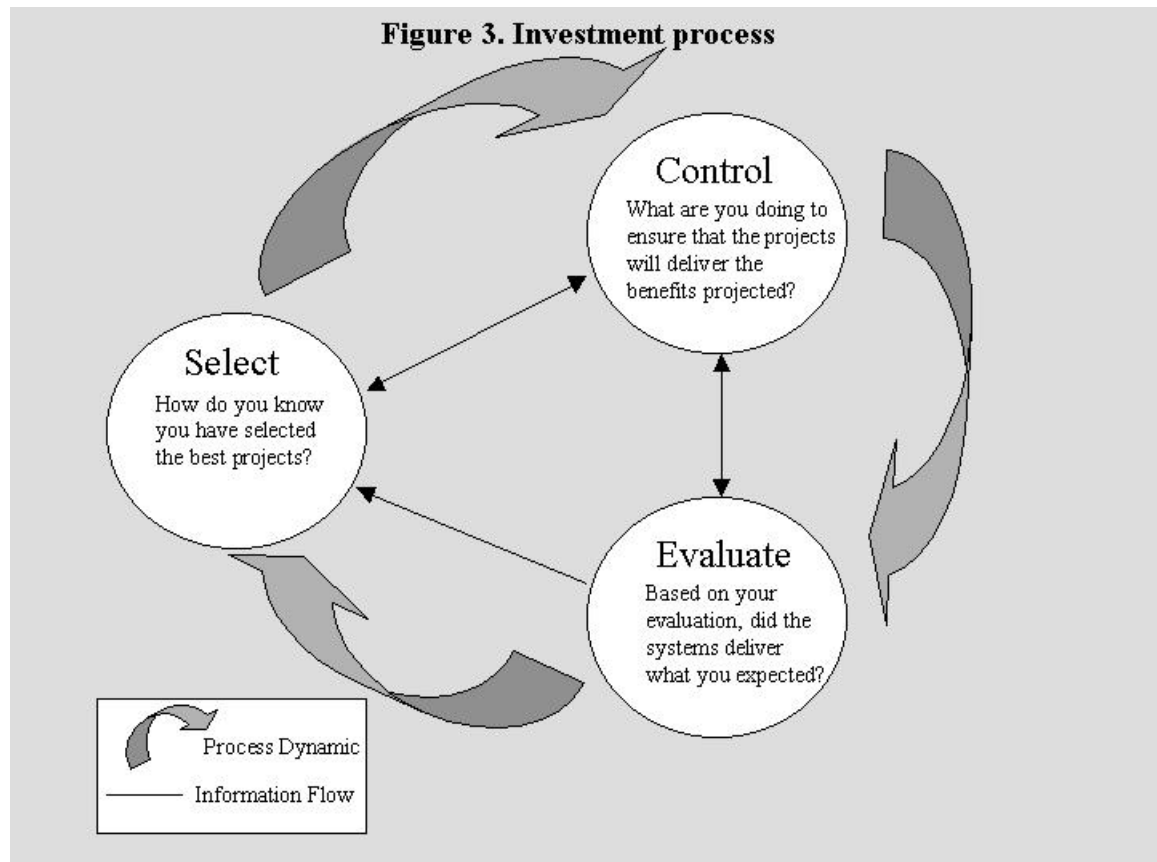 Figure 3. Investment process
Control
What are you doing to
ensure that the projects
will deliver the
benefits projected?
Select
How do you know
you have selected
the best projects?
Evaluate
Based on your
evaluation, did the
systems deliver
what you expected?
Process Dynamic
Information Flow